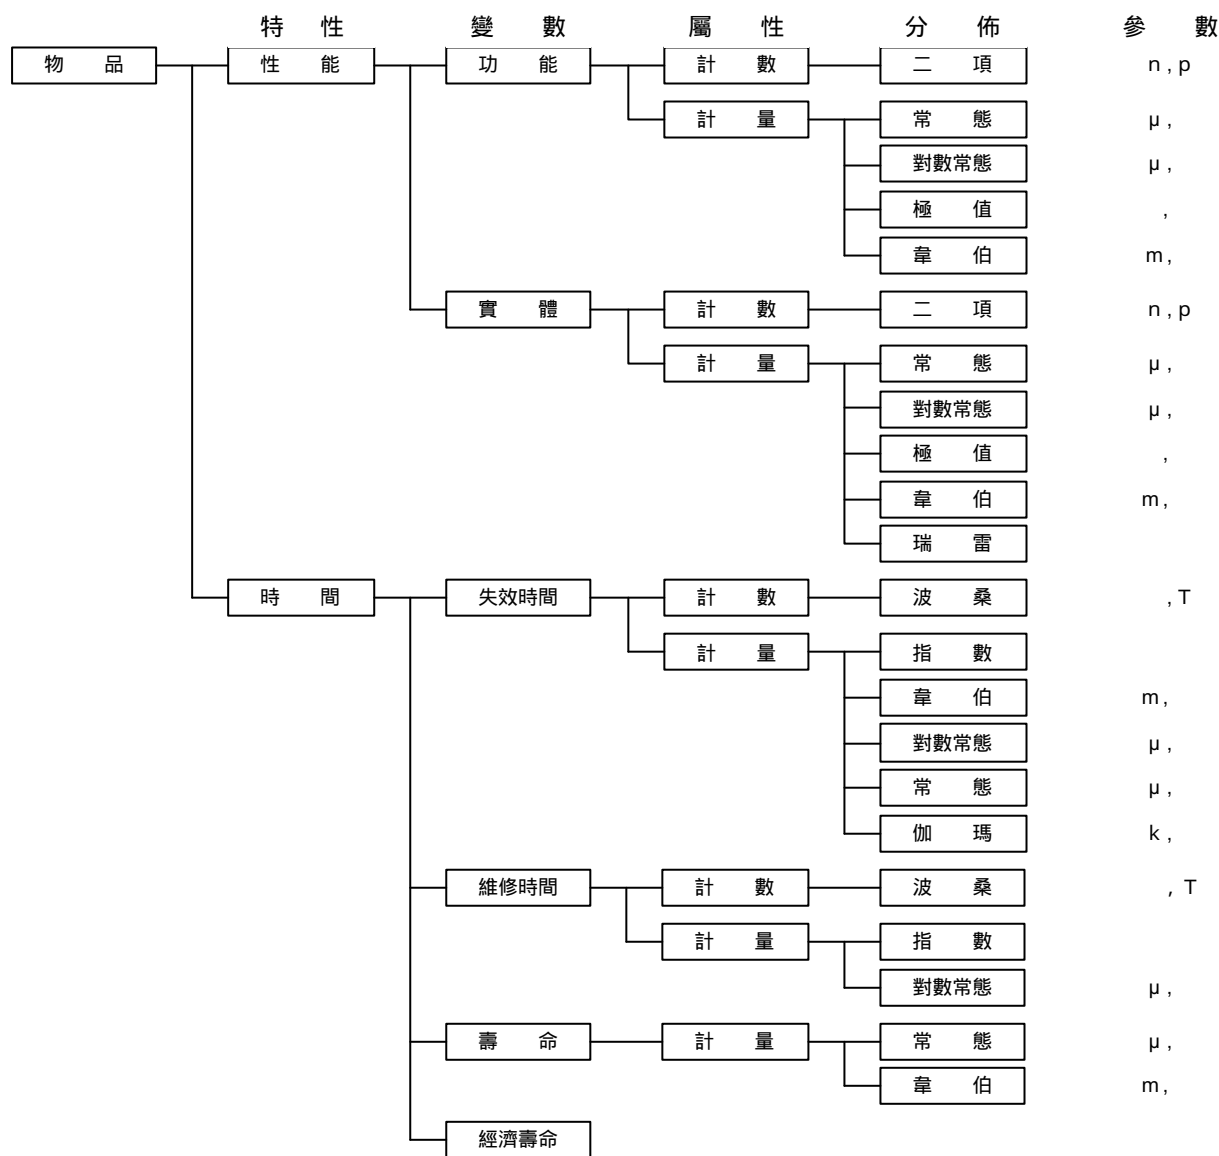 特性 變數 屬性 分佈 參數
物品 性能 功能 計數 二項 n , p
計量 常態 μ ,
對數常態 μ ,
極值 ,
韋伯 m ,
實體 計數 二項 n , p
計量 常態 μ ,
對數常態 μ ,
極值 ,
韋伯 m ,
瑞雷
時間 失效時間 計數 波桑 , T
計量 指數
韋伯 m ,
對數常態 μ ,
常態 μ ,
伽瑪 k ,
維修時間 計數 波桑 , T
計量 指數
對數常態 μ ,
壽命 計量 常態 μ ,
韋伯 m ,
經濟壽命